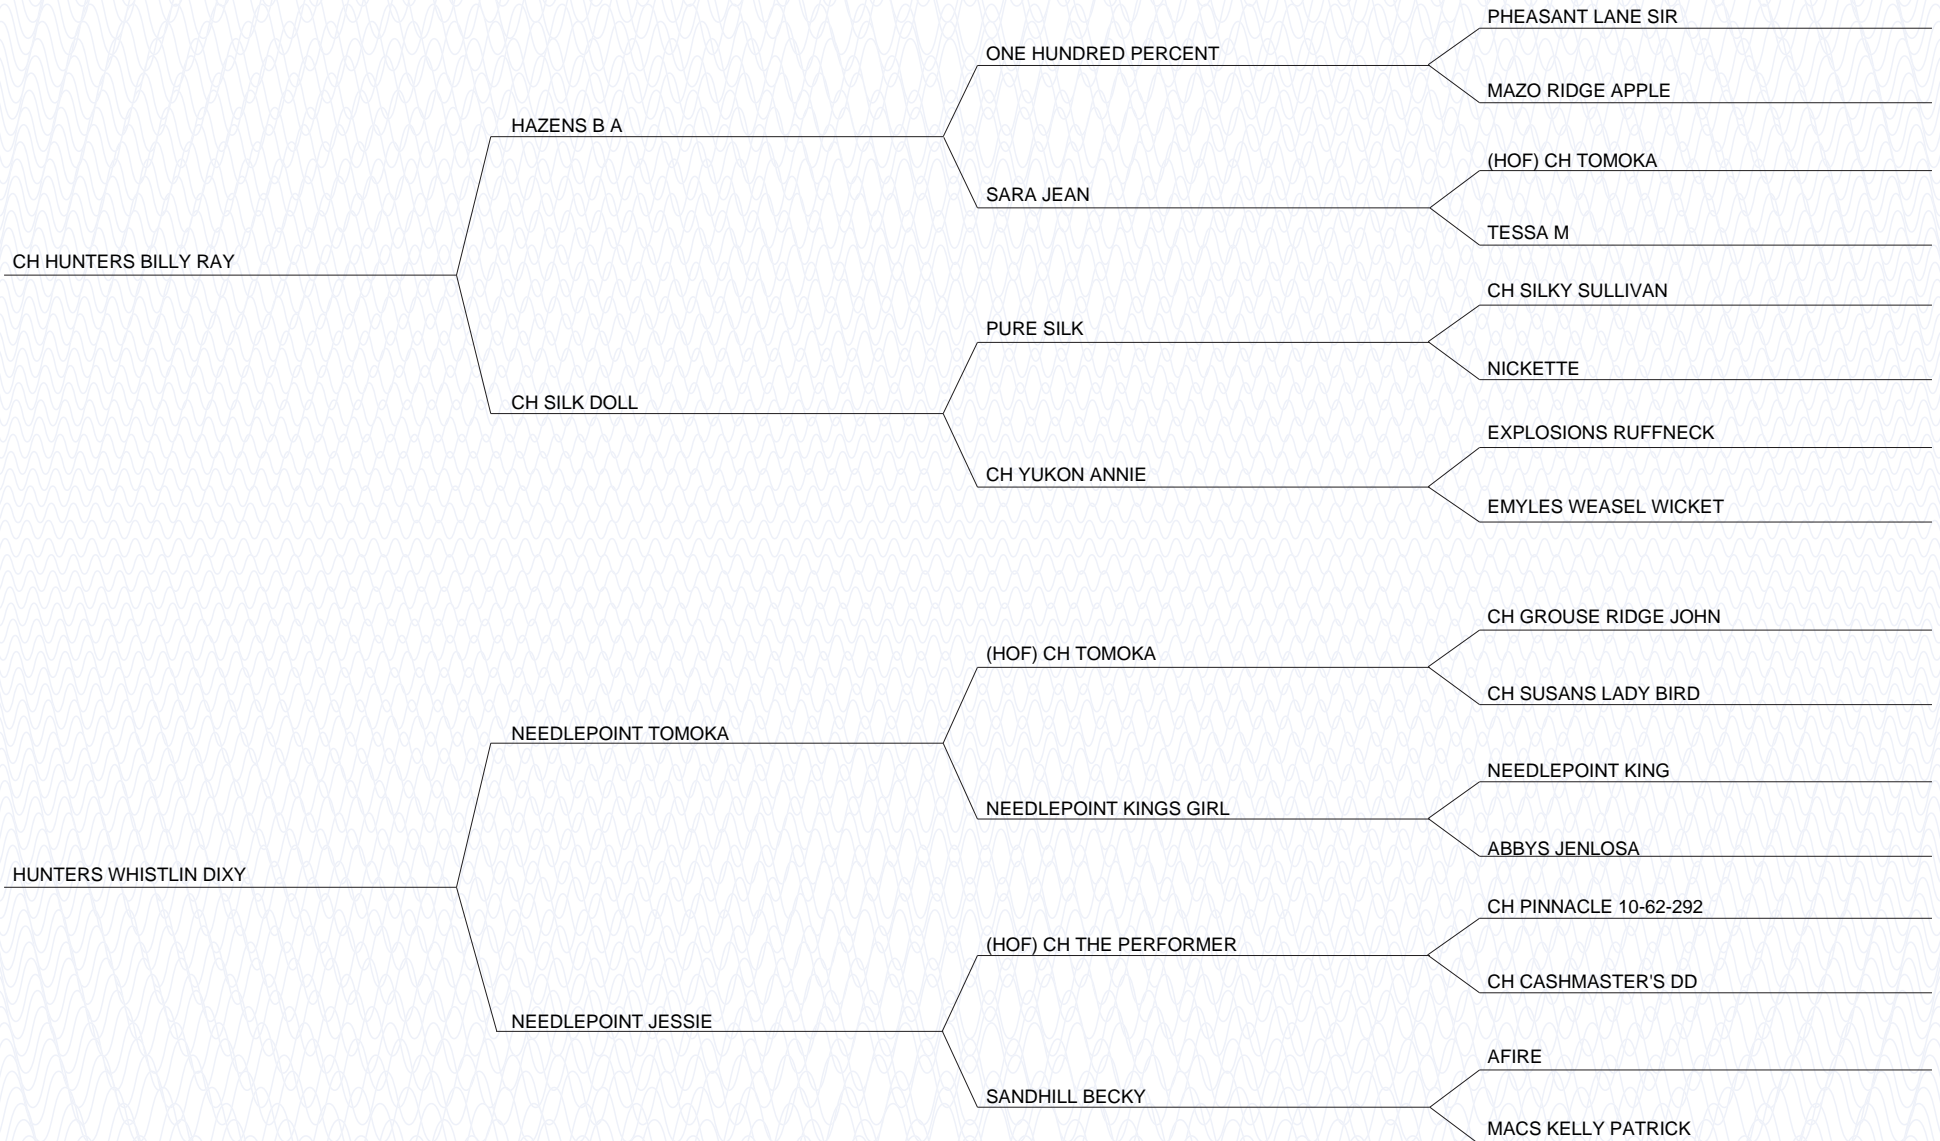 PHEASANT LANE SIR
ONE HUNDRED PERCENT
MAZO RIDGE APPLE
HAZENS B A
(HOF) CH TOMOKA
SARA JEAN
TESSA M
CH HUNTERS BILLY RAY
CH SILKY SULLIVAN
PURE SILK
NICKETTE
CH SILK DOLL
EXPLOSIONS RUFFNECK
CH YUKON ANNIE
EMYLES WEASEL WICKET
CH GROUSE RIDGE JOHN
(HOF) CH TOMOKA
CH SUSANS LADY BIRD
NEEDLEPOINT TOMOKA
NEEDLEPOINT KING
NEEDLEPOINT KINGS GIRL
ABBYS JENLOSA
HUNTERS WHISTLIN DIXY
CH PINNACLE 10-62-292
(HOF) CH THE PERFORMER
CH CASHMASTER'S DD
NEEDLEPOINT JESSIE
AFIRE
SANDHILL BECKY
MACS KELLY PATRICK